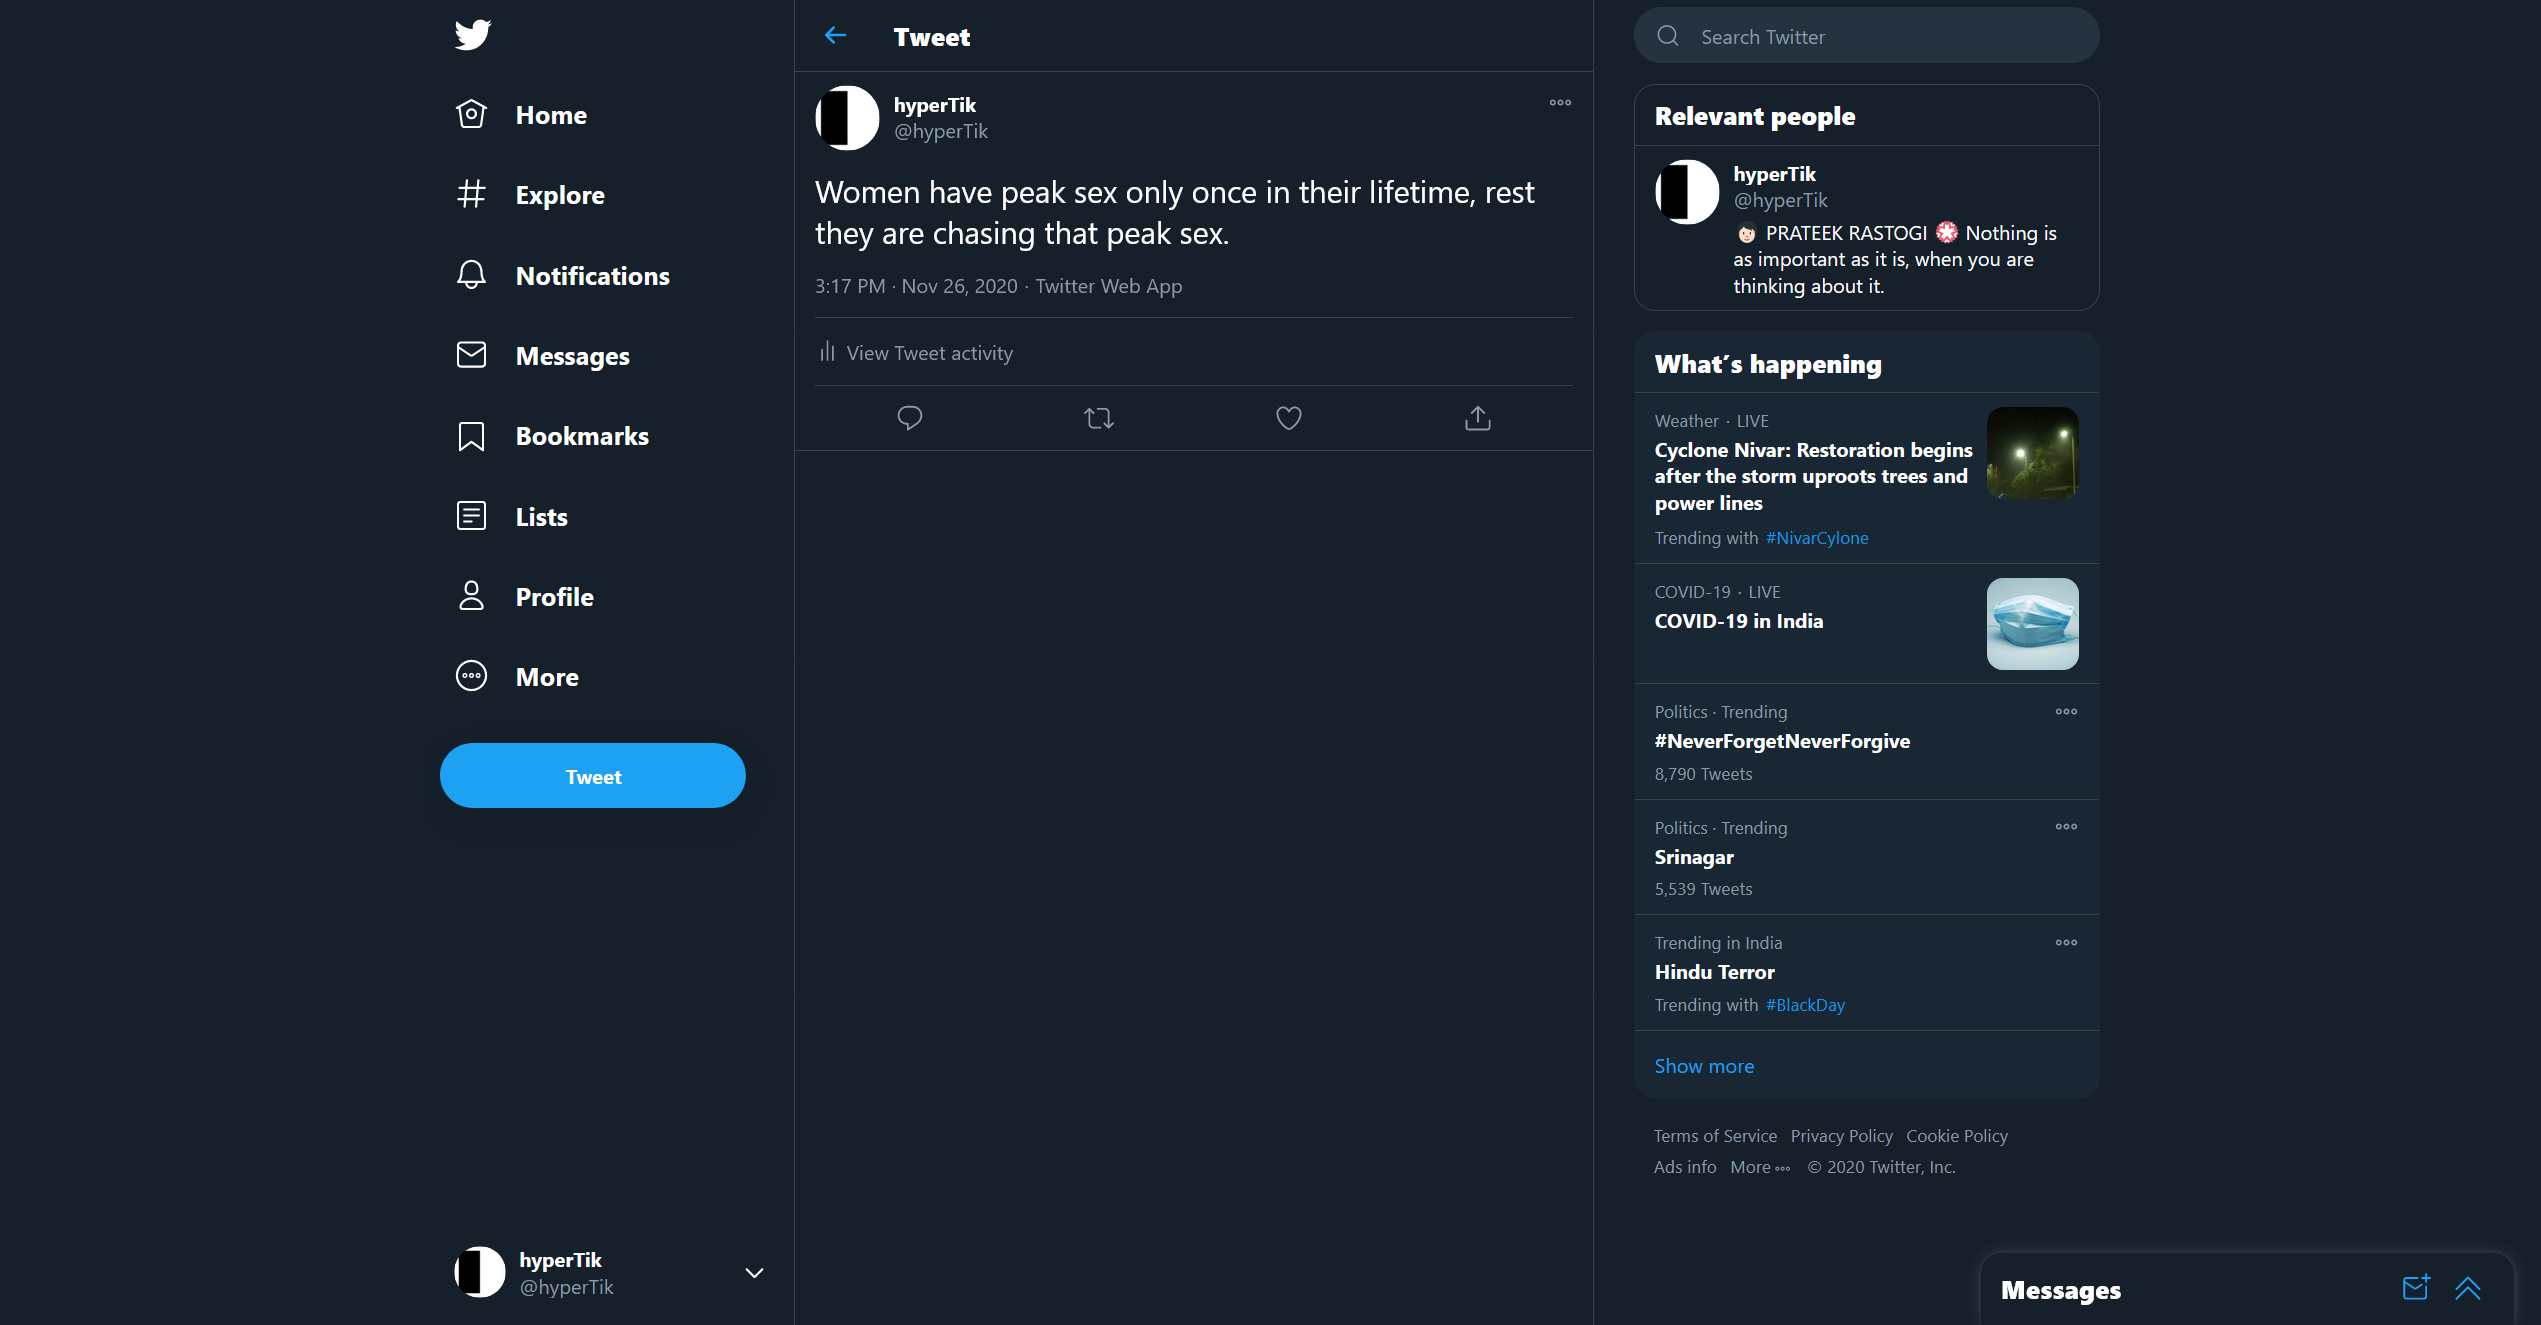 Home
Explore
Notifications
Messages
Bookmarks
Lists
Profile
More
Tweet
hyperTik
@hyperTik
Tweet
hyperTik
@hyperTik
Women have peak sex only once in their lifetime, rest
they are chasing that peak sex.
3:17 PM · Nov 26, 2020 · Twitter Web App
View Tweet activity
Search Twitter
Relevant people
hyperTik
@hyperTik
PRATEEK RASTOGI Nothing is
as important as it is, when you are
thinking about it.
What's happening
Weather · LIVE
Cyclone Nivar: Restoration begins
after the storm uproots trees and
power lines
Trending with #NivarCylone
COVID-19 · LIVE
COVID-19 in India
Politics · Trending
#NeverForgetNeverForgive
8,790 Tweets
Politics · Trending
Srinagar
5,539 Tweets
Trending in India
Hindu Terror
Trending with #BlackDay
Show more
Terms of Service Privacy Policy Cookie Policy
Ads info More © 2020 Twitter, Inc.
Messages